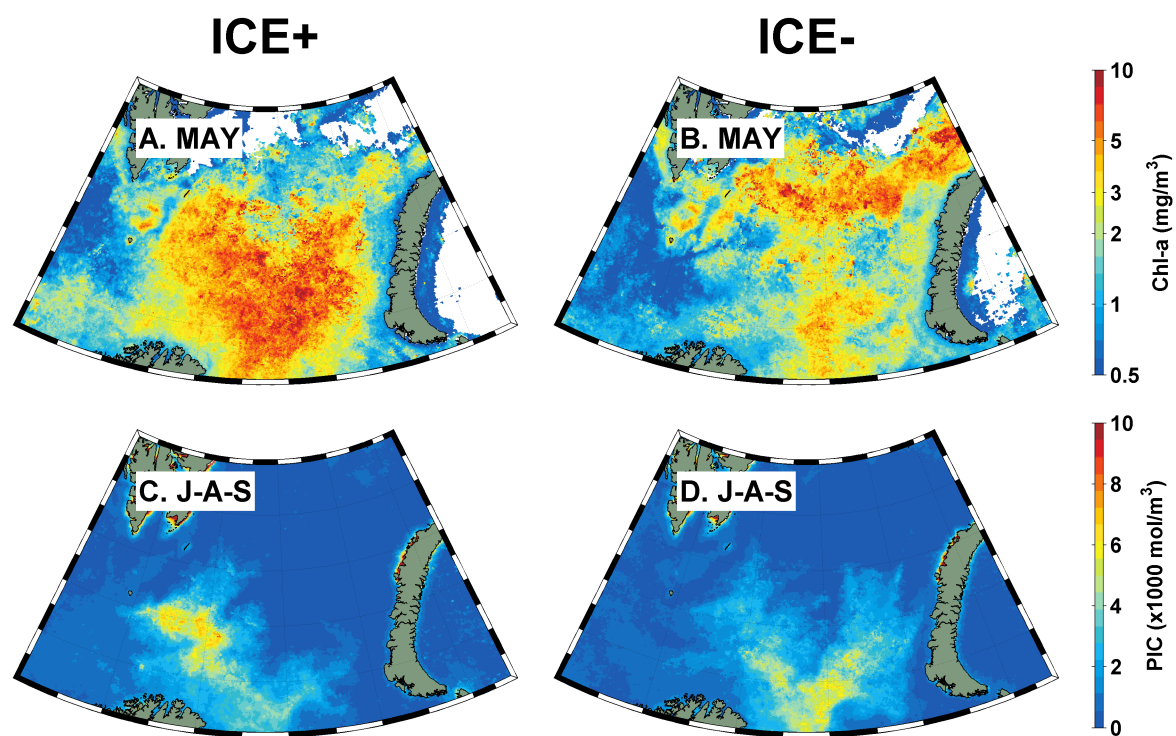 ICE+
ICE-
A. MAY
B. MAY
10
5
3
2
1
0.5
Chl-a (mg/m³)
C. J-A-S
D. J-A-S
10
8
6
4
2
0
PIC (x1000 mol/m³)